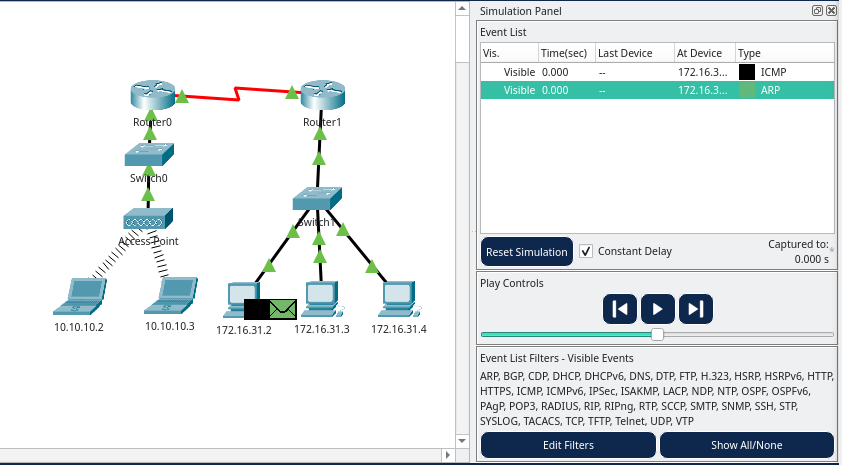 Simulation Panel
Event List
Vis. Time(sec) Last Device At Device Type
Visible 0.000 -- 172.16.3... ICMP
Visible 0.000 -- 172.16.3... ARP
Reset Simulation Constant Delay Captured to:
0.000 s
Play Controls
Event List Filters - Visible Events
ARP, BGP, CDP, DHCP, DHCPv6, DNS, DTP, FTP, H.323, HSRP, HSRPv6, HTTP,
HTTPS, ICMP, ICMPv6, IPSec, ISAKMP, LACP, NDP, NTP, OSPF, OSPFv6,
PAgP, POP3, RADIUS, RIP, RIPng, RTP, SCCP, SMTP, SNMP, SSH, STP,
SYSLOG, TACACS, TCP, TFTP, Telnet, UDP, VTP
Edit Filters Show All/None
Router0 Router1
Switch0
Switch1
Access Point
10.10.10.2 10.10.10.3 172.16.31.2 172.16.31.3 172.16.31.4